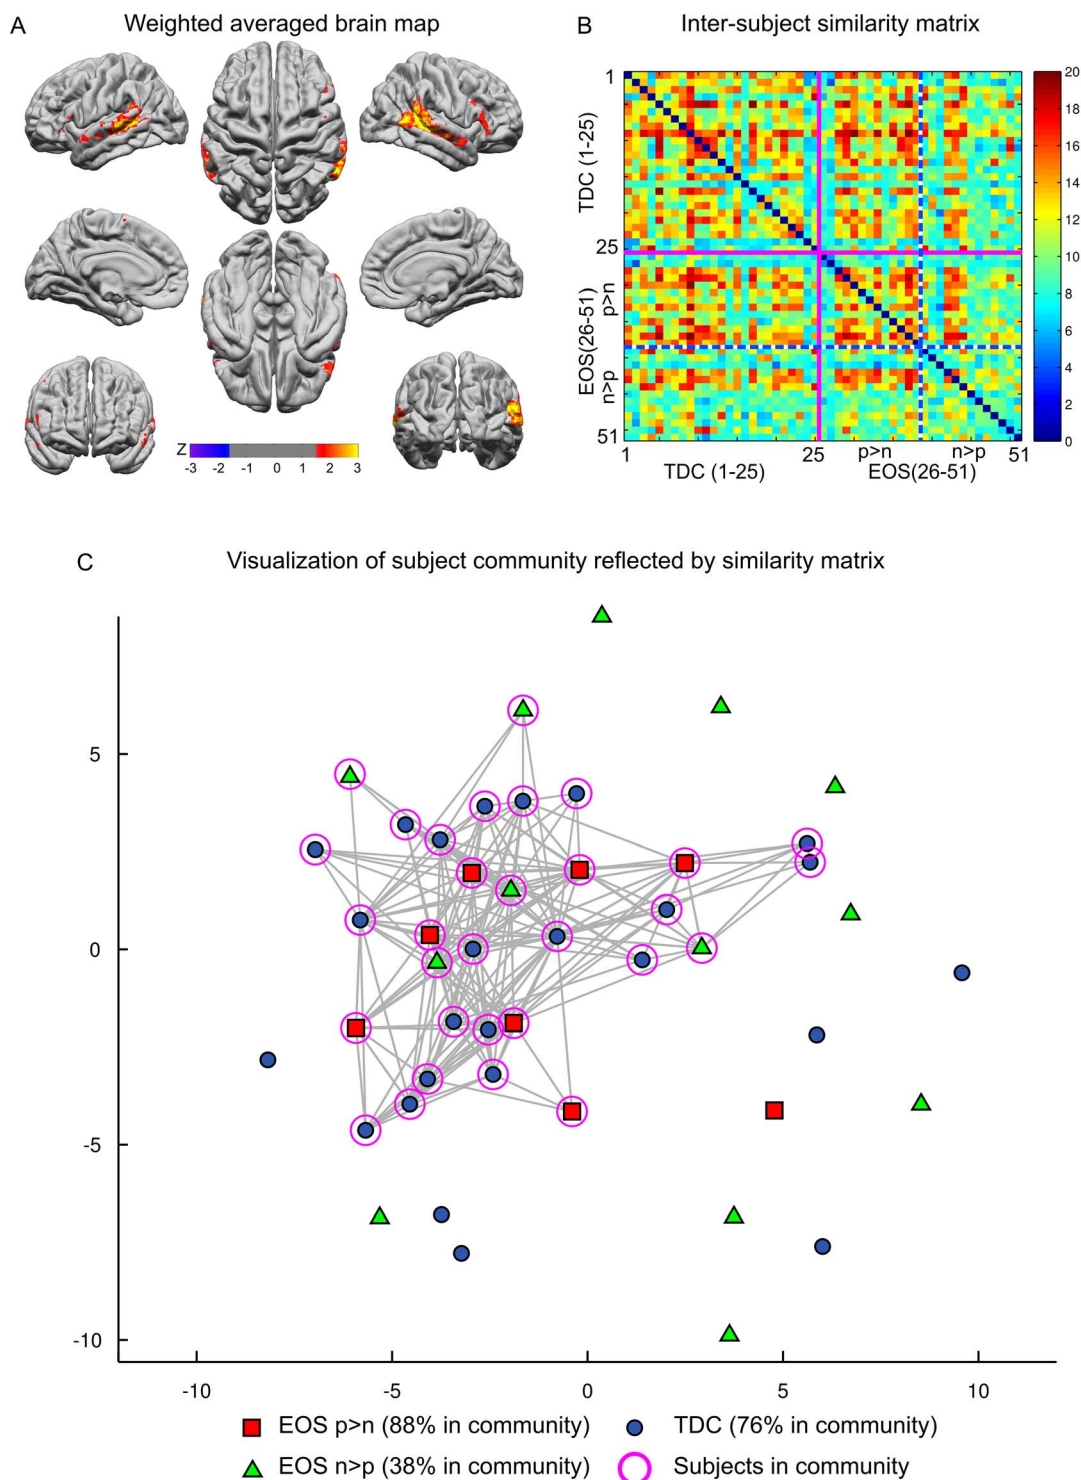 A
Weighted averaged brain map
Z
-3 -2 -1 0 1 2 3
B
Inter-subject similarity matrix
1
TDC (1-25)
25
EOS(26-51)
p>n
n>p
51
1 25 p>n n>p 51
TDC (1-25) EOS(26-51)
20
18
16
14
12
10
8
6
4
2
0
C
Visualization of subject community reflected by similarity matrix
5
0
-5
-10
-10 -5 0 5 10
EOS p>n (88% in community)
TDC (76% in community)
EOS n>p (38% in community)
Subjects in community